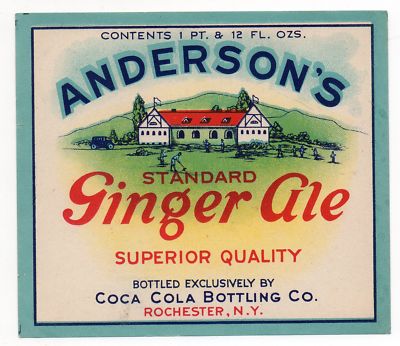 CONTENTS 1 PT. & 12 FL. OZS.
ANDERSON'S
STANDARD
Ginger Ale
SUPERIOR QUALITY
BOTTLED EXCLUSIVELY BY
COCA COLA BOTTLING CO.
ROCHESTER, N.Y.